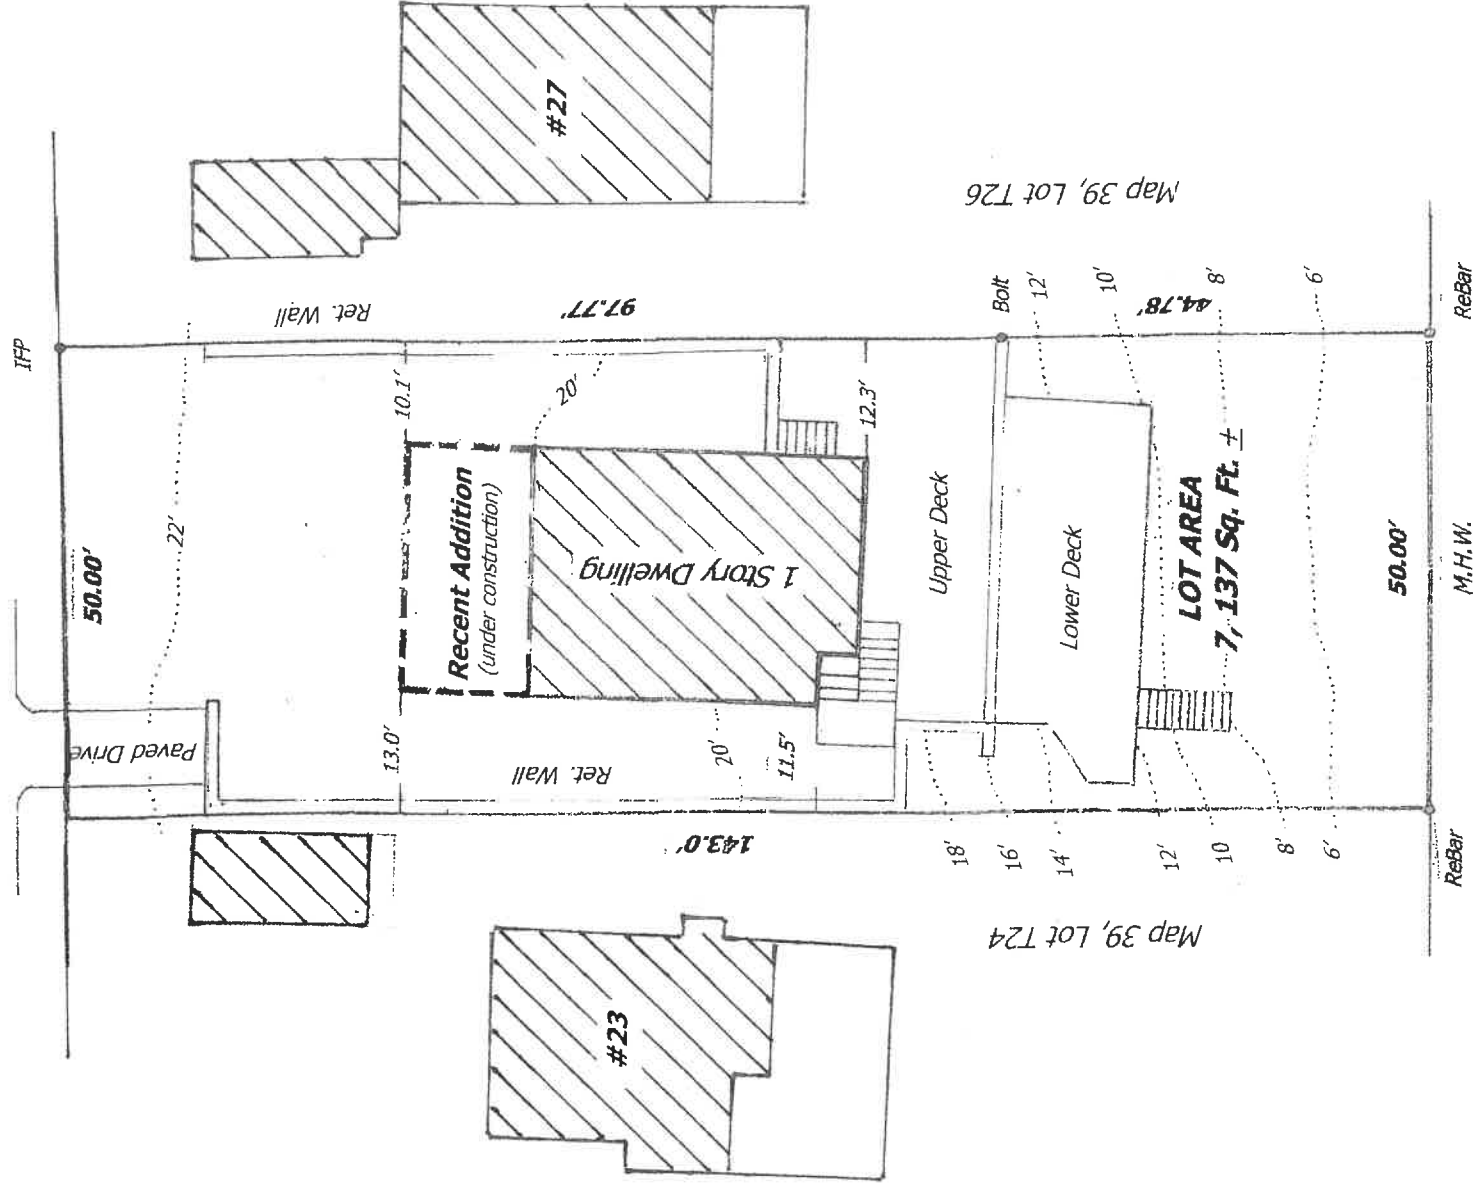 IFP
50.00'
22'
Paved Drive
#27
Ret. Wall
97.77'
10.1'
20'
Recent Addition
(under construction)
1 Story Dwelling
13.0'
Ret. Wall
20'
11.5'
12.3'
143.0'
#23
Map 39, Lot T26
Map 39, Lot T24
Upper Deck
Lower Deck
Bolt
12'
10'
8'
6'
44.78'
LOT AREA
7,137 Sq. Ft. ±
18'
16'
14'
12'
10
8'
6'
50.00'
M.H.W.
ReBar
ReBar